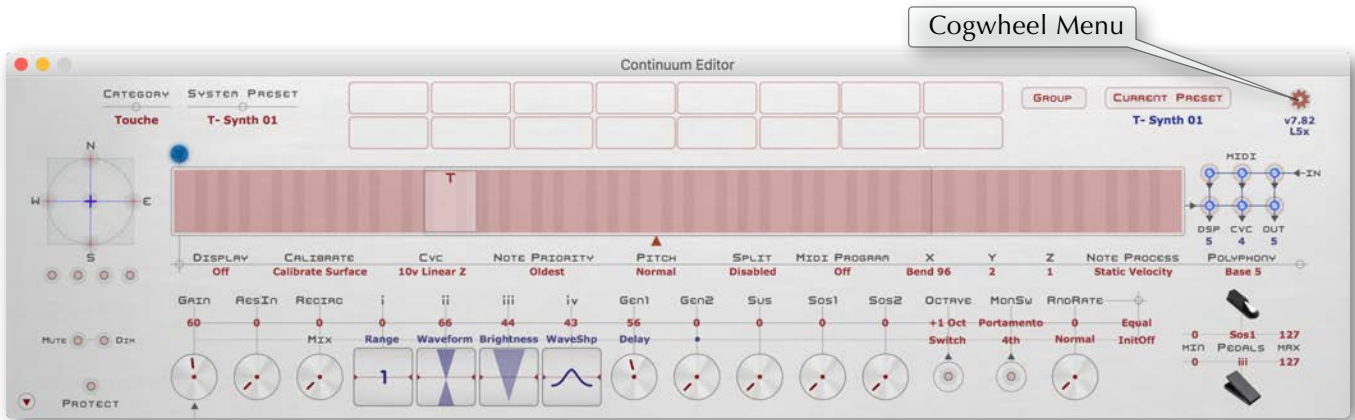 Cogwheel Menu
Continuum Editor
Category System Preset Group Current Preset
Touche T- Synth 01 T- Synth 01 v7.82
L5x
N
MIDI
IN
W E
T
DSP CVC OUT
5 4 5
S
Display Calibrate Cvc Note Priority Pitch Split Midi Program X Y Z Note Process Polyphony
Off Calibrate Surface 10v Linear Z Oldest Normal Disabled Off Bend 96 2 1 Static Velocity Base 5
Gain ResIn Recirc i ii iii iv Gen1 Gen2 Sus Sos1 Sos2 Octave MonSw RndRate
60 0 0 0 66 44 43 56 0 0 0 0 +1 Oct Portamento 0 Equal
Mix Range Waveform Brightness WaveShp Delay Switch 4th Normal InitOff
Mute Dim
1
0 Sos1 127
Min Pedals Max
0 iii 127
Protect